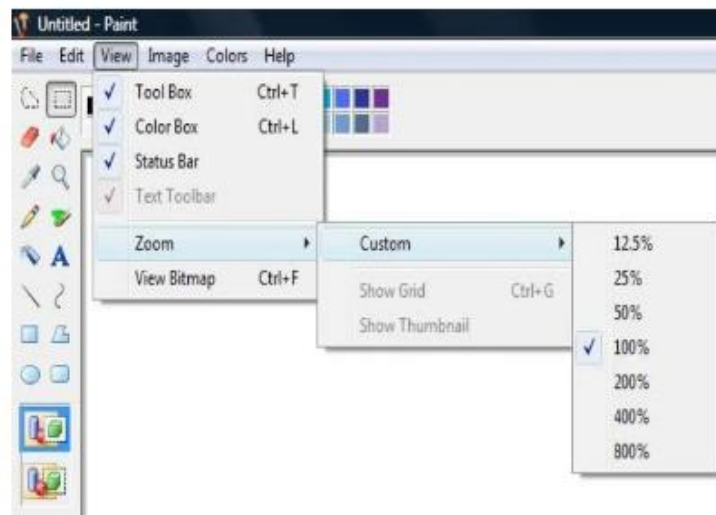 Untitled - Paint
File Edit View Image Colors Help
Tool Box Ctrl+T
Color Box Ctrl+L
Status Bar
Text Toolbar
Zoom
View Bitmap Ctrl+F
Custom
Show Grid Ctrl+G
Show Thumbnail
12.5%
25%
50%
100%
200%
400%
800%
A